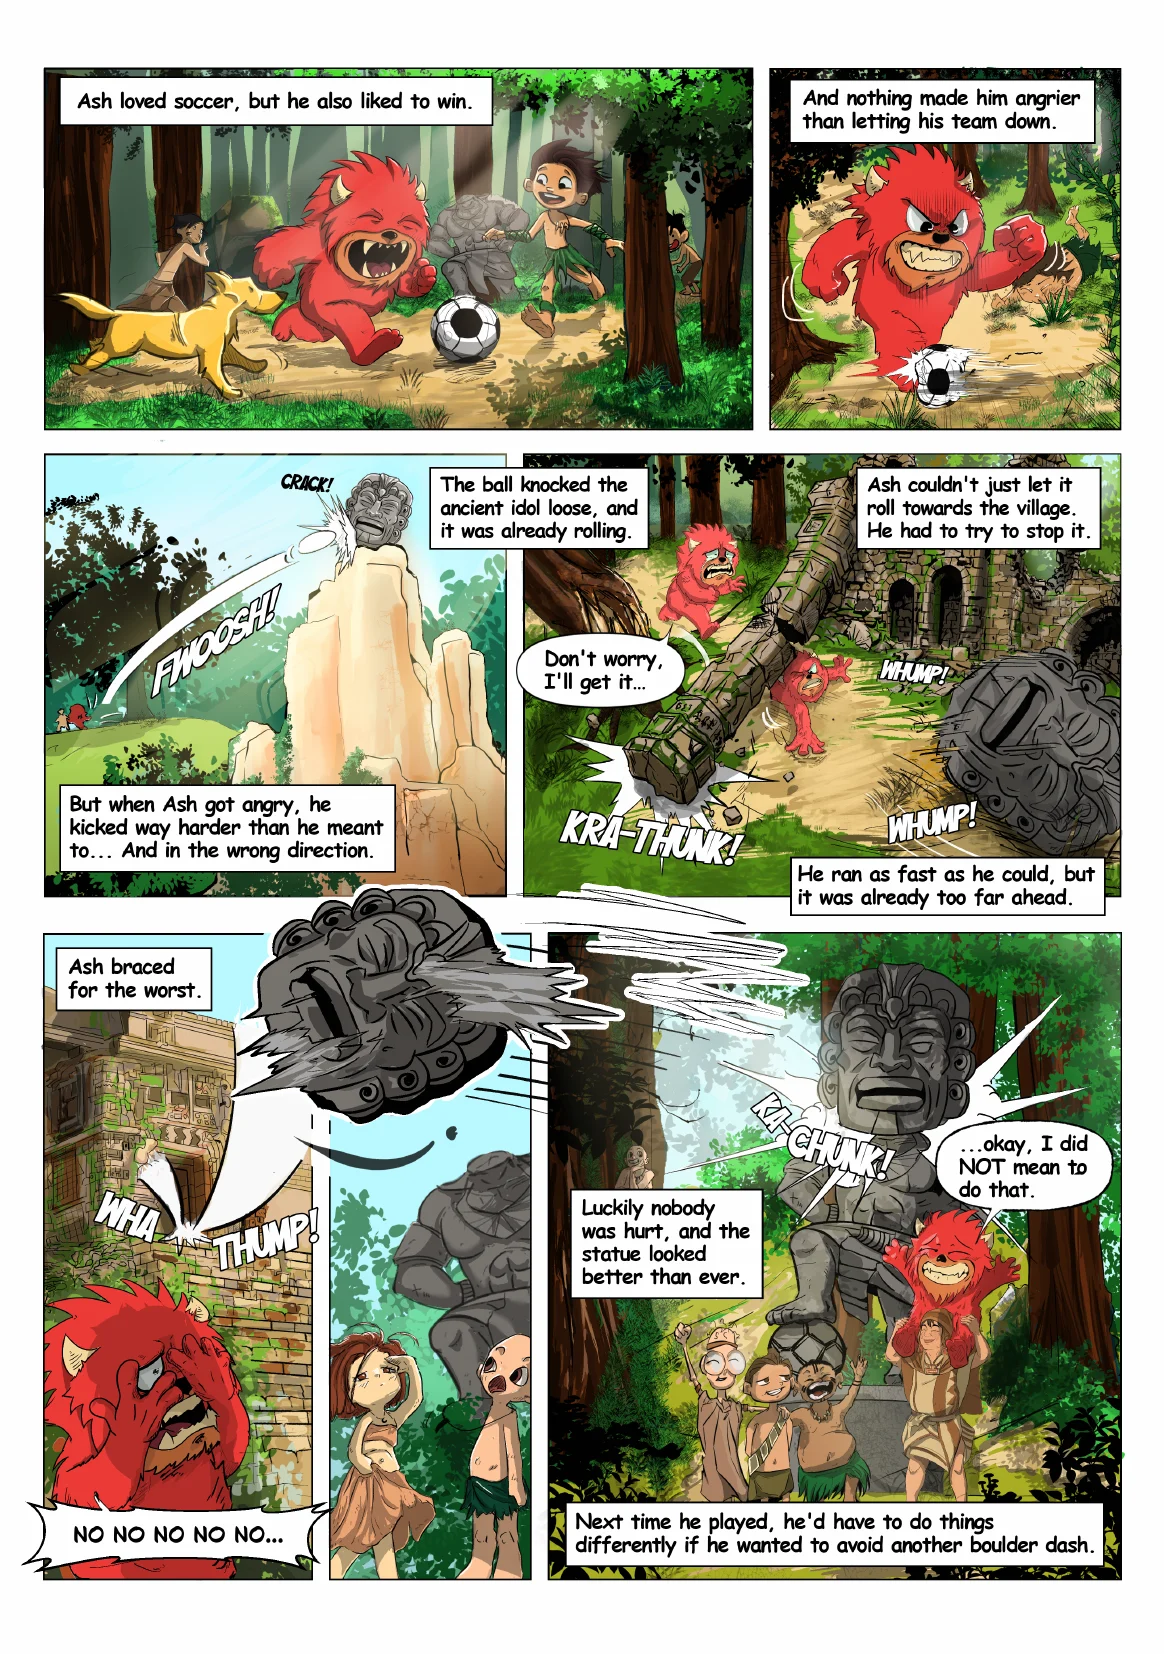 Ash loved soccer, but he also liked to win.
And nothing made him angrier
than letting his team down.
CRACK!
FWOOSH!
But when Ash got angry, he
kicked way harder than he meant
to... And in the wrong direction.
The ball knocked the
ancient idol loose, and
it was already rolling.
Ash couldn't just let it
roll towards the village.
He had to try to stop it.
Don't worry,
I'll get it...
WHUMP!
KRA-THUNK!
WHUMP!
He ran as fast as he could, but
it was already too far ahead.
Ash braced
for the worst.
WHA
THUMP!
NO NO NO NO NO...
KA-CHUNK!
...okay, I did
NOT mean to
do that.
Luckily nobody
was hurt, and the
statue looked
better than ever.
Next time he played, he'd have to do things
differently if he wanted to avoid another boulder dash.